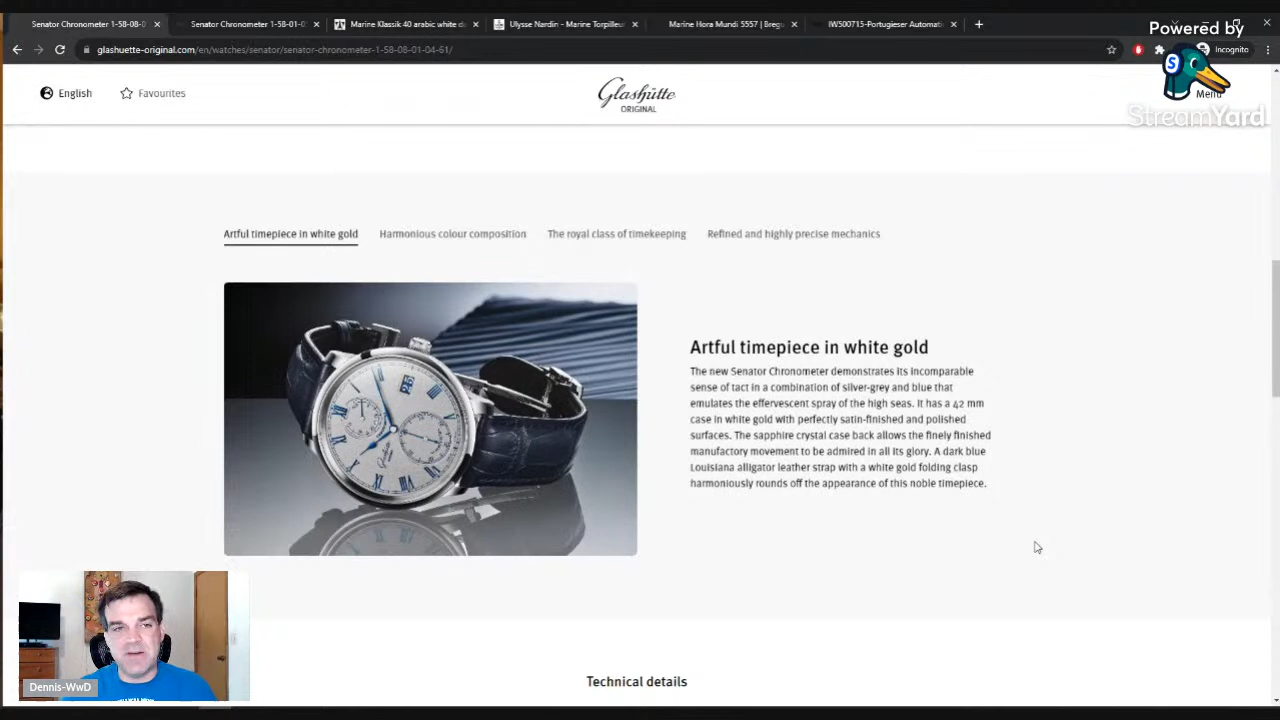 Senator Chronometer 1-58-08-0
Senator Chronometer 1-58-01-0
Marine Klassik 40 arabic white d
Ulysse Nardin - Marine Torpilleur
Marine Hora Mundi 5557 | Breg
IW500715-Portugieser Automati
Powered by
glashuette-original.com/en/watches/senator/senator-chronometer-1-58-08-01-04-61/
Incognito
English
Favourites
Glashütte
ORIGINAL
Menu
StreamYard
Artful timepiece in white gold
Harmonious colour composition
The royal class of timekeeping
Refined and highly precise mechanics
Artful timepiece in white gold
The new Senator Chronometer demonstrates its incomparable
sense of tact in a combination of silver-grey and blue that
emulates the effervescent spray of the high seas. It has a 42 mm
case in white gold with perfectly satin-finished and polished
surfaces. The sapphire crystal case back allows the finely finished
manufactory movement to be admired in all its glory. A dark blue
Louisiana alligator leather strap with a white gold folding clasp
harmoniously rounds off the appearance of this noble timepiece.
Dennis-WwD
Technical details